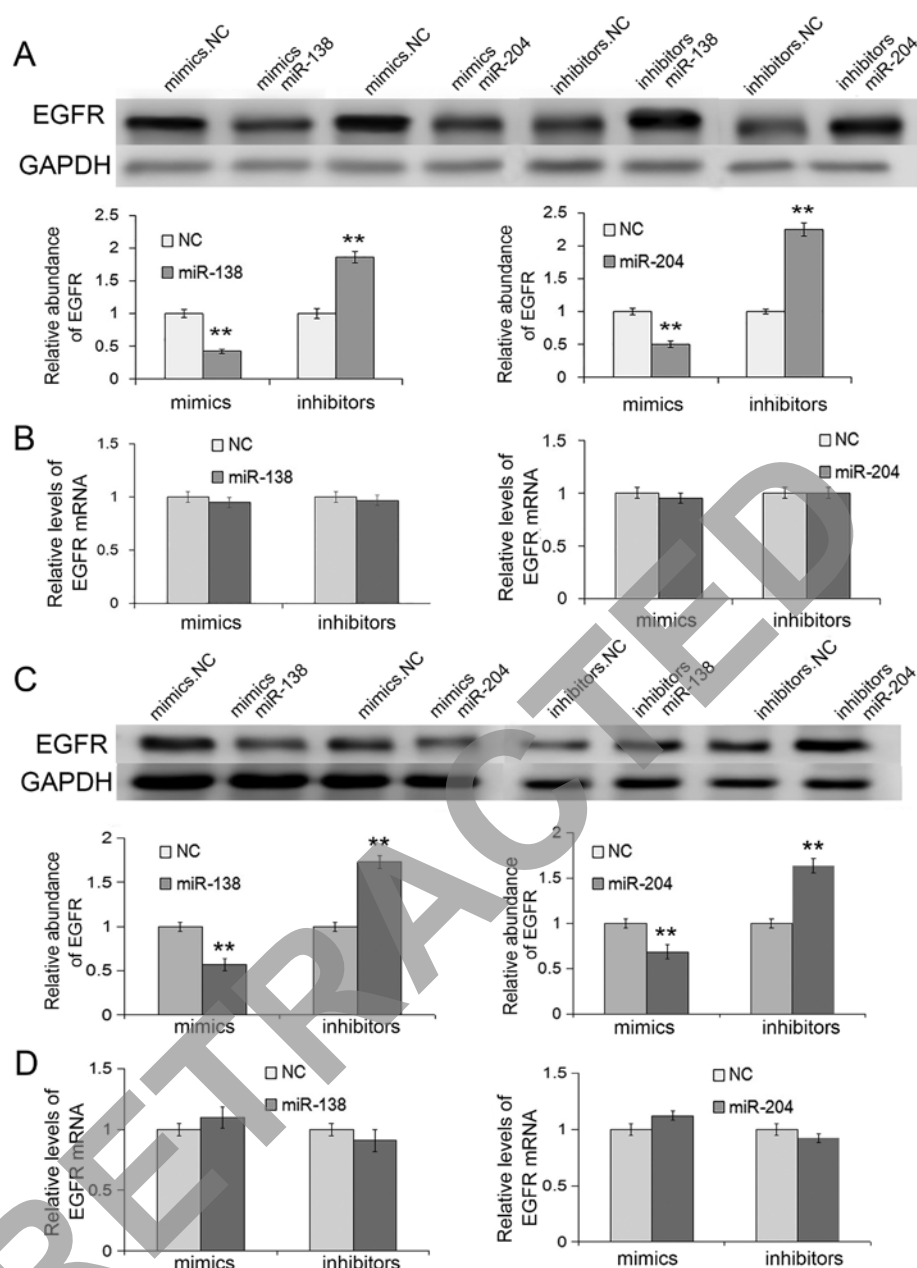 A
mimics.NC
mimics
miR-138
mimics.NC
mimics
miR-204
inhibitors.NC
inhibitors
miR-138
inhibitors.NC
inhibitors
miR-204
EGFR
GAPDH
Relative abundance
of EGFR
2.5
2
1.5
1
0.5
0
NC
miR-138
**
**
mimics
inhibitors
Relative abundance
of EGFR
2.5
2
1.5
1
0.5
0
NC
miR-204
**
**
mimics
inhibitors
B
Relative levels of
EGFR mRNA
1.5
1
0.5
0
NC
miR-138
mimics
inhibitors
Relative levels of
EGFR mRNA
1.5
1
0.5
0
NC
miR-204
mimics
inhibitors
C
mimics.NC
mimics
miR-138
mimics.NC
mimics
miR-204
inhibitors.NC
inhibitors
miR-138
inhibitors.NC
inhibitors
miR-204
EGFR
GAPDH
Relative abundance
of EGFR
2
1.5
1
0.5
0
NC
miR-138
**
**
mimics
inhibitors
Relative abundance
of EGFR
2
1.5
1
0.5
0
NC
miR-204
**
**
mimics
inhibitors
D
Relative levels of
EGFR mRNA
1.5
1
0.5
0
NC
miR-138
mimics
inhibitors
Relative levels of
EGFR mRNA
1.5
1
0.5
0
NC
miR-204
mimics
inhibitors
RETRACTED